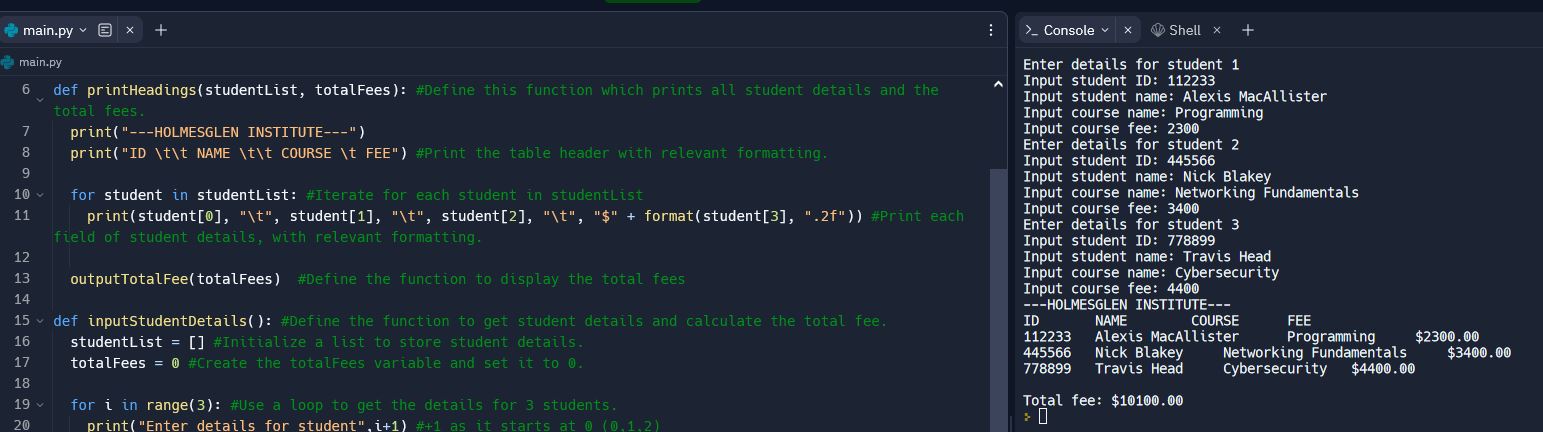 main.py
main.py
6 def printHeadings(studentList, totalFees): #Define this function which prints all student details and the
total fees.
7 print("---HOLMESGLEN INSTITUTE---")
8 print("ID \t\t NAME \t\t COURSE \t FEE") #Print the table header with relevant formatting.
9
10 for student in studentList: #Iterate for each student in studentList
11 print(student[0], "\t", student[1], "\t", student[2], "\t", "$" + format(student[3], ".2f")) #Print each
field of student details, with relevant formatting.
12
13 outputTotalFee(totalFees)  #Define the function to display the total fees
14
15 def inputStudentDetails(): #Define the function to get student details and calculate the total fee.
16 studentList = [] #Initialize a list to store student details.
17 totalFees = 0 #Create the totalFees variable and set it to 0.
18
19 for i in range(3): #Use a loop to get the details for 3 students.
20 print("Enter details for student",i+1) #+1 as it starts at 0 (0,1,2)
Console Shell
Enter details for student 1
Input student ID: 112233
Input student name: Alexis MacAllister
Input course name: Programming
Input course fee: 2300
Enter details for student 2
Input student ID: 445566
Input student name: Nick Blakey
Input course name: Networking Fundamentals
Input course fee: 3400
Enter details for student 3
Input student ID: 778899
Input student name: Travis Head
Input course name: Cybersecurity
Input course fee: 4400
---HOLMESGLEN INSTITUTE---
ID NAME COURSE FEE
112233 Alexis MacAllister Programming $2300.00
445566 Nick Blakey Networking Fundamentals $3400.00
778899 Travis Head Cybersecurity $4400.00
Total fee: $10100.00